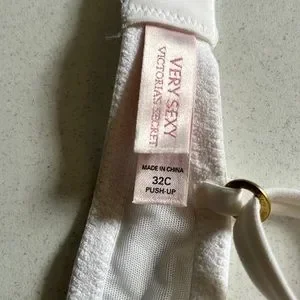 VERY SEXY
VICTORIA'S SECRET
MADE IN CHINA
32C
PUSH-UP